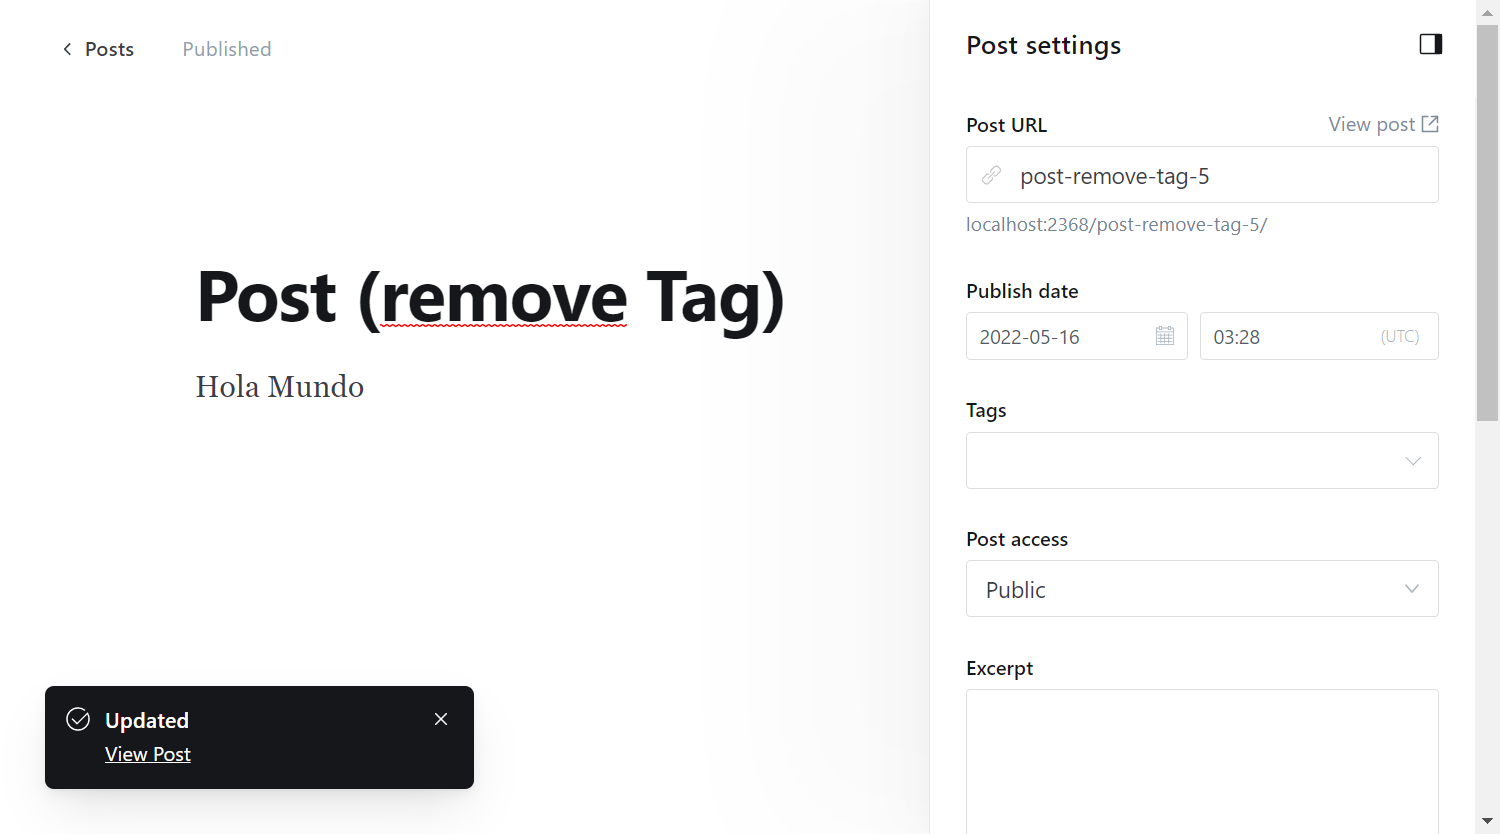 Posts
Published
Post (remove Tag)
Hola Mundo
Updated
View Post
Post settings
Post URL
View post
post-remove-tag-5
localhost:2368/post-remove-tag-5/
Publish date
2022-05-16
03:28 (UTC)
Tags
Post access
Public
Excerpt